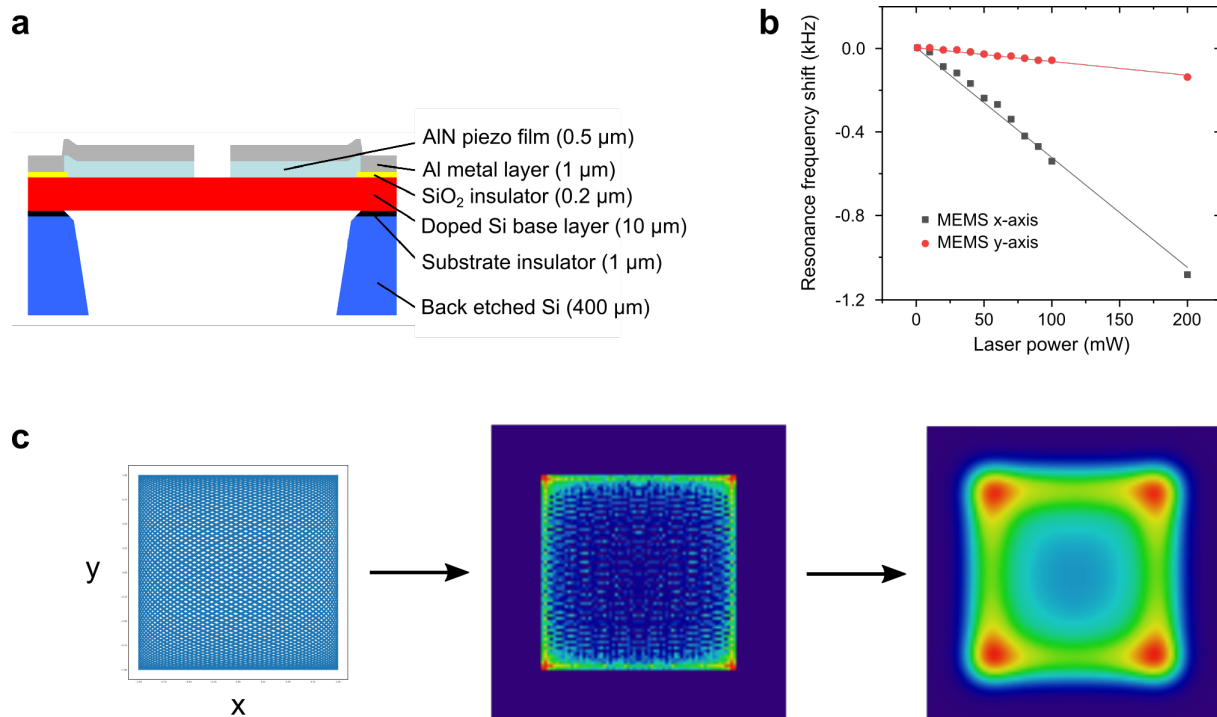 a
AlN piezo film (0.5 µm)
Al metal layer (1 µm)
SiO₂ insulator (0.2 µm)
Doped Si base layer (10 µm)
Substrate insulator (1 µm)
Back etched Si (400 µm)
b
Resonance frequency shift (kHz)
0.0
-0.4
-0.8
-1.2
MEMS x-axis
MEMS y-axis
0 50 100 150 200
Laser power (mW)
c
y
x